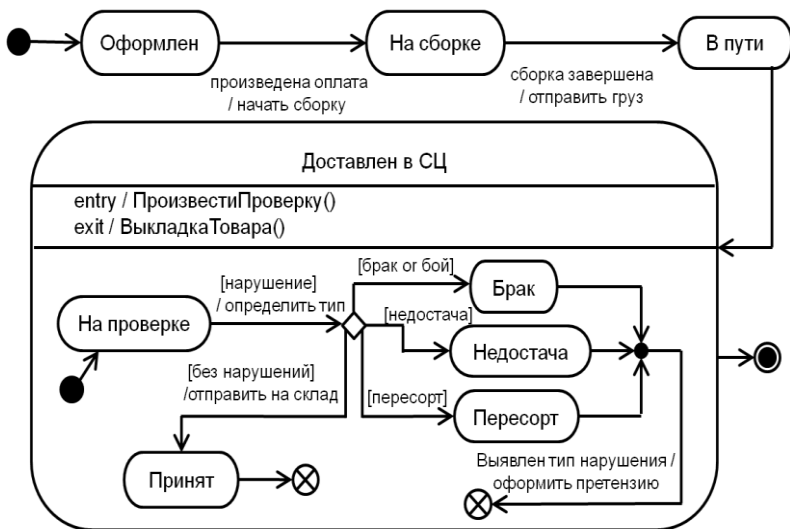 Оформлен
На сборке
В пути
произведена оплата
/ начать сборку
сборка завершена
/ отправить груз
Доставлен в СЦ
entry / ПроизвестиПроверку()
exit / ВыкладкаТовара()
[нарушение]
/ определить тип
[брак or бой]
Брак
На проверке
[недостача]
Недостача
[без нарушений]
/отправить на склад
[пересорт]
Пересорт
Принят
Выявлен тип нарушения /
оформить претензию